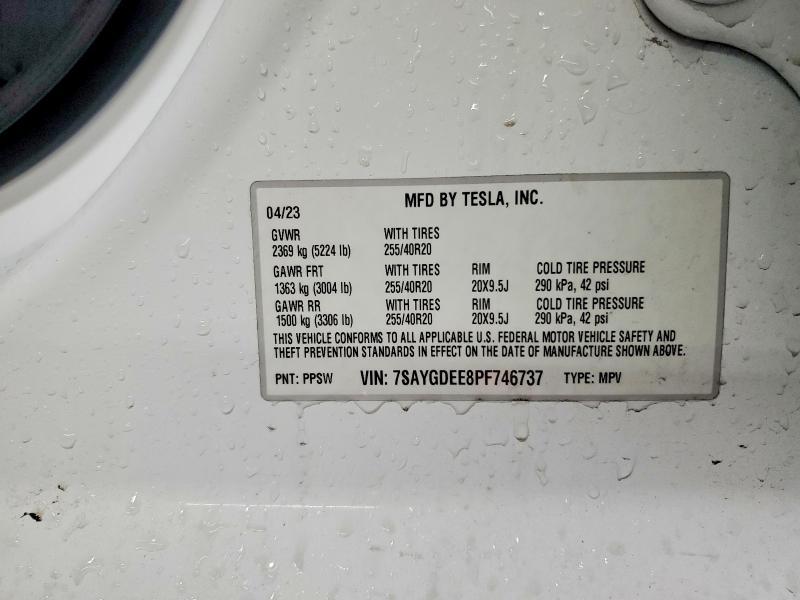 MFD BY TESLA, INC.
04/23
GVWR WITH TIRES
2369 kg (5224 lb) 255/40R20
GAWR FRT WITH TIRES RIM COLD TIRE PRESSURE
1363 kg (3004 lb) 255/40R20 20X9.5J 290 kPa, 42 psi
GAWR RR WITH TIRES RIM COLD TIRE PRESSURE
1500 kg (3306 lb) 255/40R20 20X9.5J 290 kPa, 42 psi
THIS VEHICLE CONFORMS TO ALL APPLICABLE U.S. FEDERAL MOTOR VEHICLE SAFETY AND
THEFT PREVENTION STANDARDS IN EFFECT ON THE DATE OF MANUFACTURE SHOWN ABOVE.
PNT: PPSW VIN: 7SAYGDEE8PF746737 TYPE: MPV